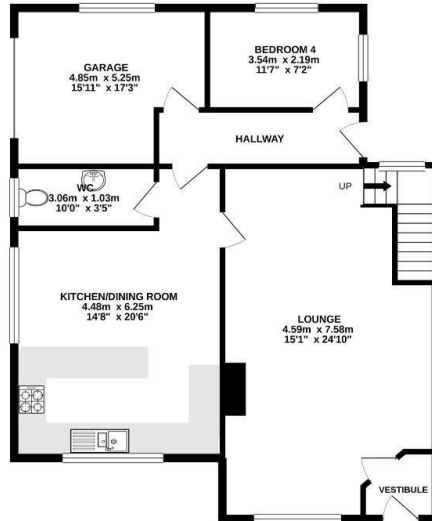 GARAGE
4.85m x 5.25m
15'11" x 17'3"
BEDROOM 4
3.54m x 2.19m
11'7" x 7'2"
HALLWAY
WC
3.06m x 1.03m
10'0" x 3'5"
UP
KITCHEN/DINING ROOM
4.48m x 6.25m
14'8" x 20'6"
LOUNGE
4.59m x 7.58m
15'1" x 24'10"
VESTIBULE